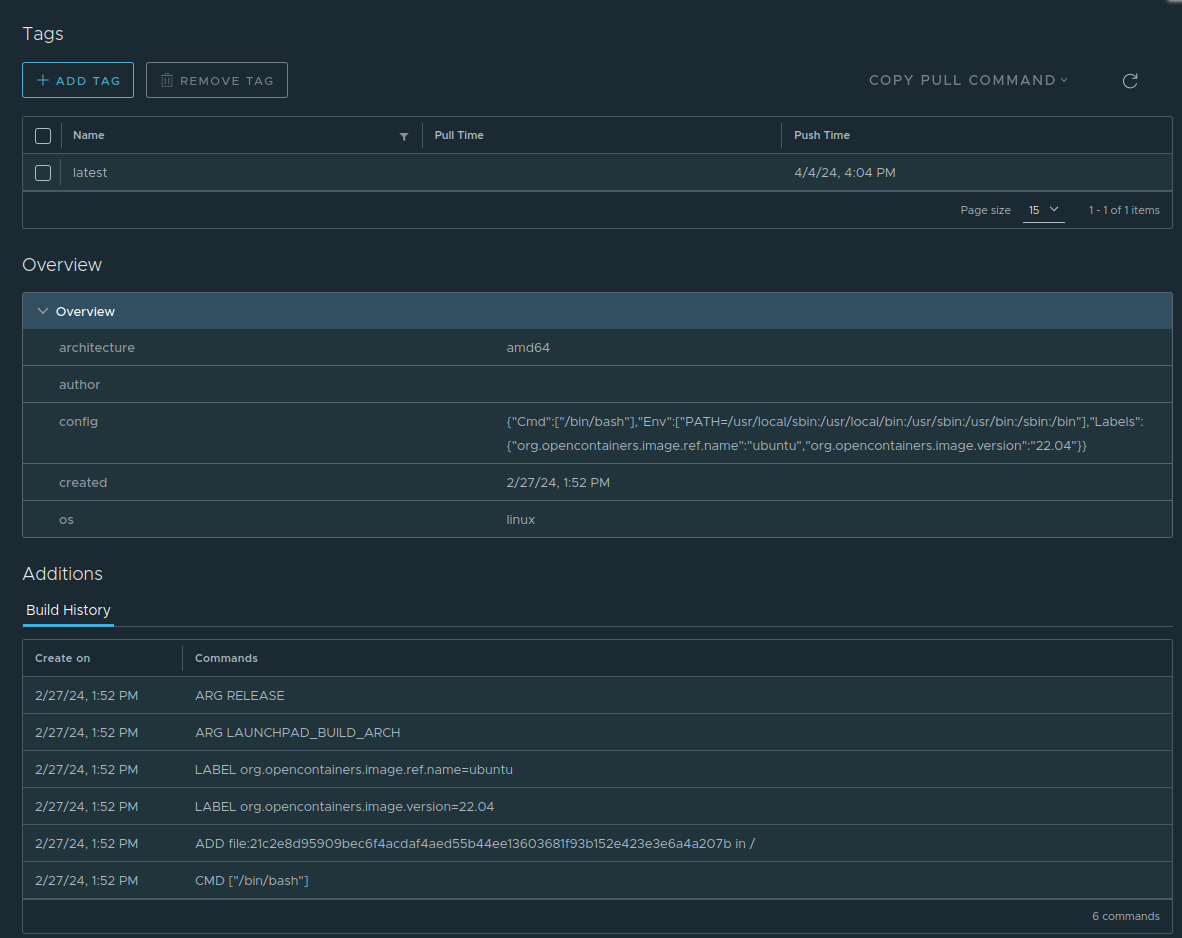 Tags
ADD TAG REMOVE TAG COPY PULL COMMAND
Name Pull Time Push Time
latest 4/4/24, 4:04 PM
Page size 15 1 - 1 of 1 items
Overview
Overview
architecture amd64
author
config {"Cmd":["/bin/bash"],"Env":["PATH=/usr/local/sbin:/usr/local/bin:/usr/sbin:/usr/bin:/sbin:/bin"],"Labels":
{"org.opencontainers.image.ref.name":"ubuntu","org.opencontainers.image.version":"22.04"}}
created 2/27/24, 1:52 PM
os linux
Additions
Build History
Create on Commands
2/27/24, 1:52 PM ARG RELEASE
2/27/24, 1:52 PM ARG LAUNCHPAD_BUILD_ARCH
2/27/24, 1:52 PM LABEL org.opencontainers.image.ref.name=ubuntu
2/27/24, 1:52 PM LABEL org.opencontainers.image.version=22.04
2/27/24, 1:52 PM ADD file:21c2e8d95909bec6f4acdaf4aed55b44ee13603681f93b152e423e3e6a4a207b in /
2/27/24, 1:52 PM CMD ["/bin/bash"]
6 commands